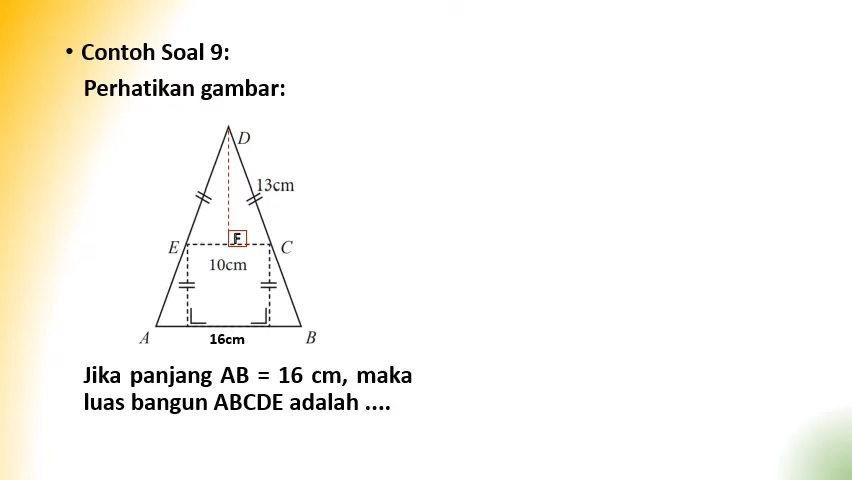 • Contoh Soal 9:
Perhatikan gambar:
D
13cm
F
E
C
10cm
A
16cm
B
Jika panjang AB = 16 cm, maka
luas bangun ABCDE adalah ....